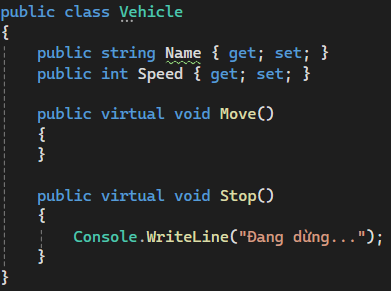 public class Vehicle
{
    public string Name { get; set; }
    public int Speed { get; set; }
    public virtual void Move()
    {
    }
    public virtual void Stop()
    {
        Console.WriteLine("Đang dừng...");
    }
}